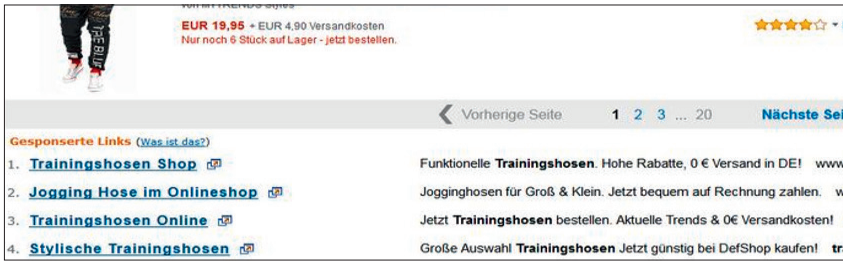 EUR 19,95 + EUR 4,90 Versandkosten
Nur noch 6 Stück auf Lager - jetzt bestellen.
Vorherige Seite 1 2 3 ... 20 Nächste Sei
Gesponserte Links (Was ist das?)
1. Trainingshosen Shop Funktionelle Trainingshosen. Hohe Rabatte, 0 € Versand in DE! www
2. Jogging Hose im Onlineshop Jogginghosen für Groß & Klein. Jetzt bequem auf Rechnung zahlen. w
3. Trainingshosen Online Jetzt Trainingshosen bestellen. Aktuelle Trends & 0€ Versandkosten!
4. Stylische Trainingshosen Große Auswahl Trainingshosen Jetzt günstig bei DefShop kaufen! tr